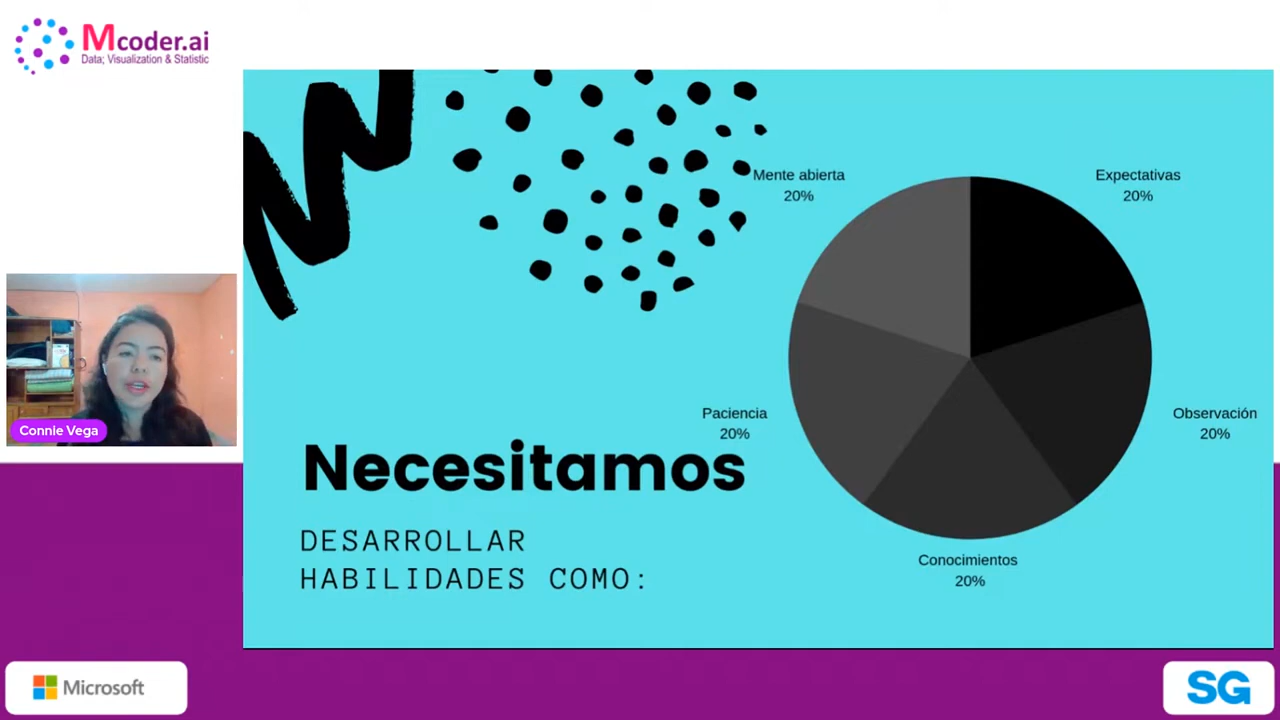 Mcoder.ai
Data; Visualization & Statistic
Mente abierta
20%
Expectativas
20%
Paciencia
20%
Observación
20%
Conocimientos
20%
Necesitamos
DESARROLLAR
HABILIDADES COMO:
Connie Vega
Microsoft
SG